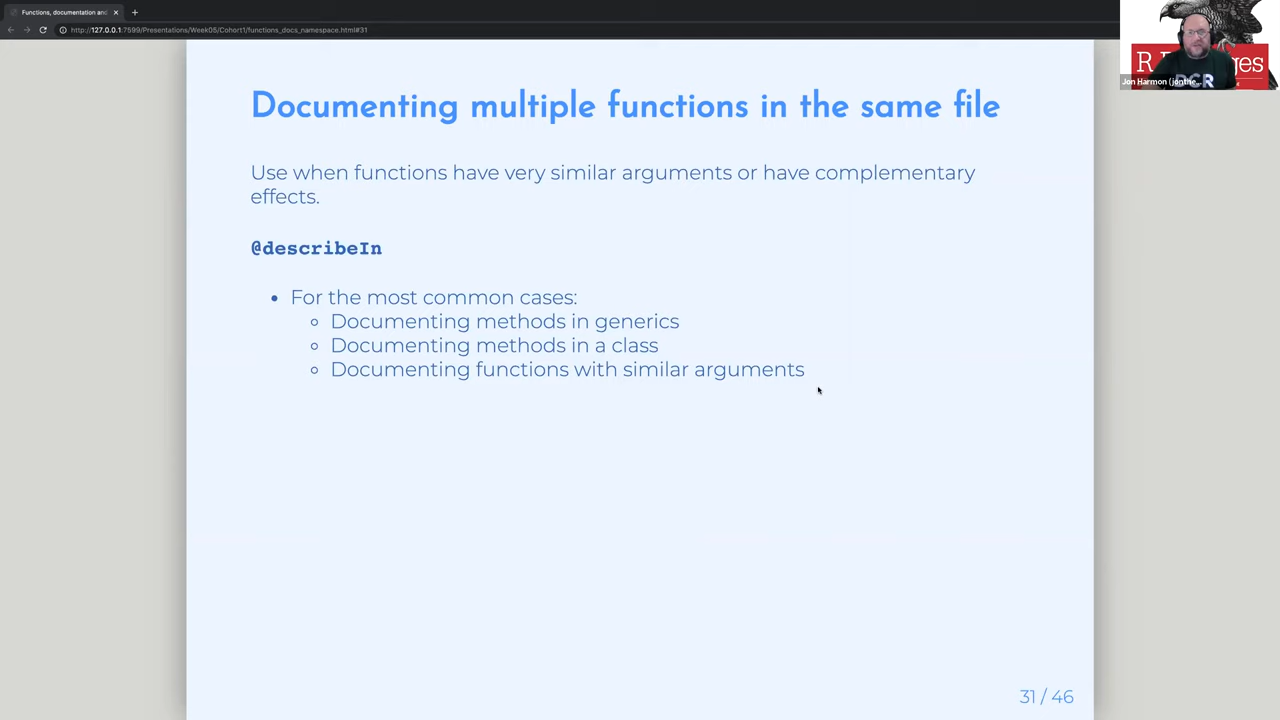 Functions, documentation and
http://127.0.0.1:7599/Presentations/Week05/Cohort1/functions_docs_namespace.html#31
Jon Harmon (jonthe...
Documenting multiple functions in the same file
Use when functions have very similar arguments or have complementary
effects.
@describeIn
For the most common cases:
Documenting methods in generics
Documenting methods in a class
Documenting functions with similar arguments
31 / 46